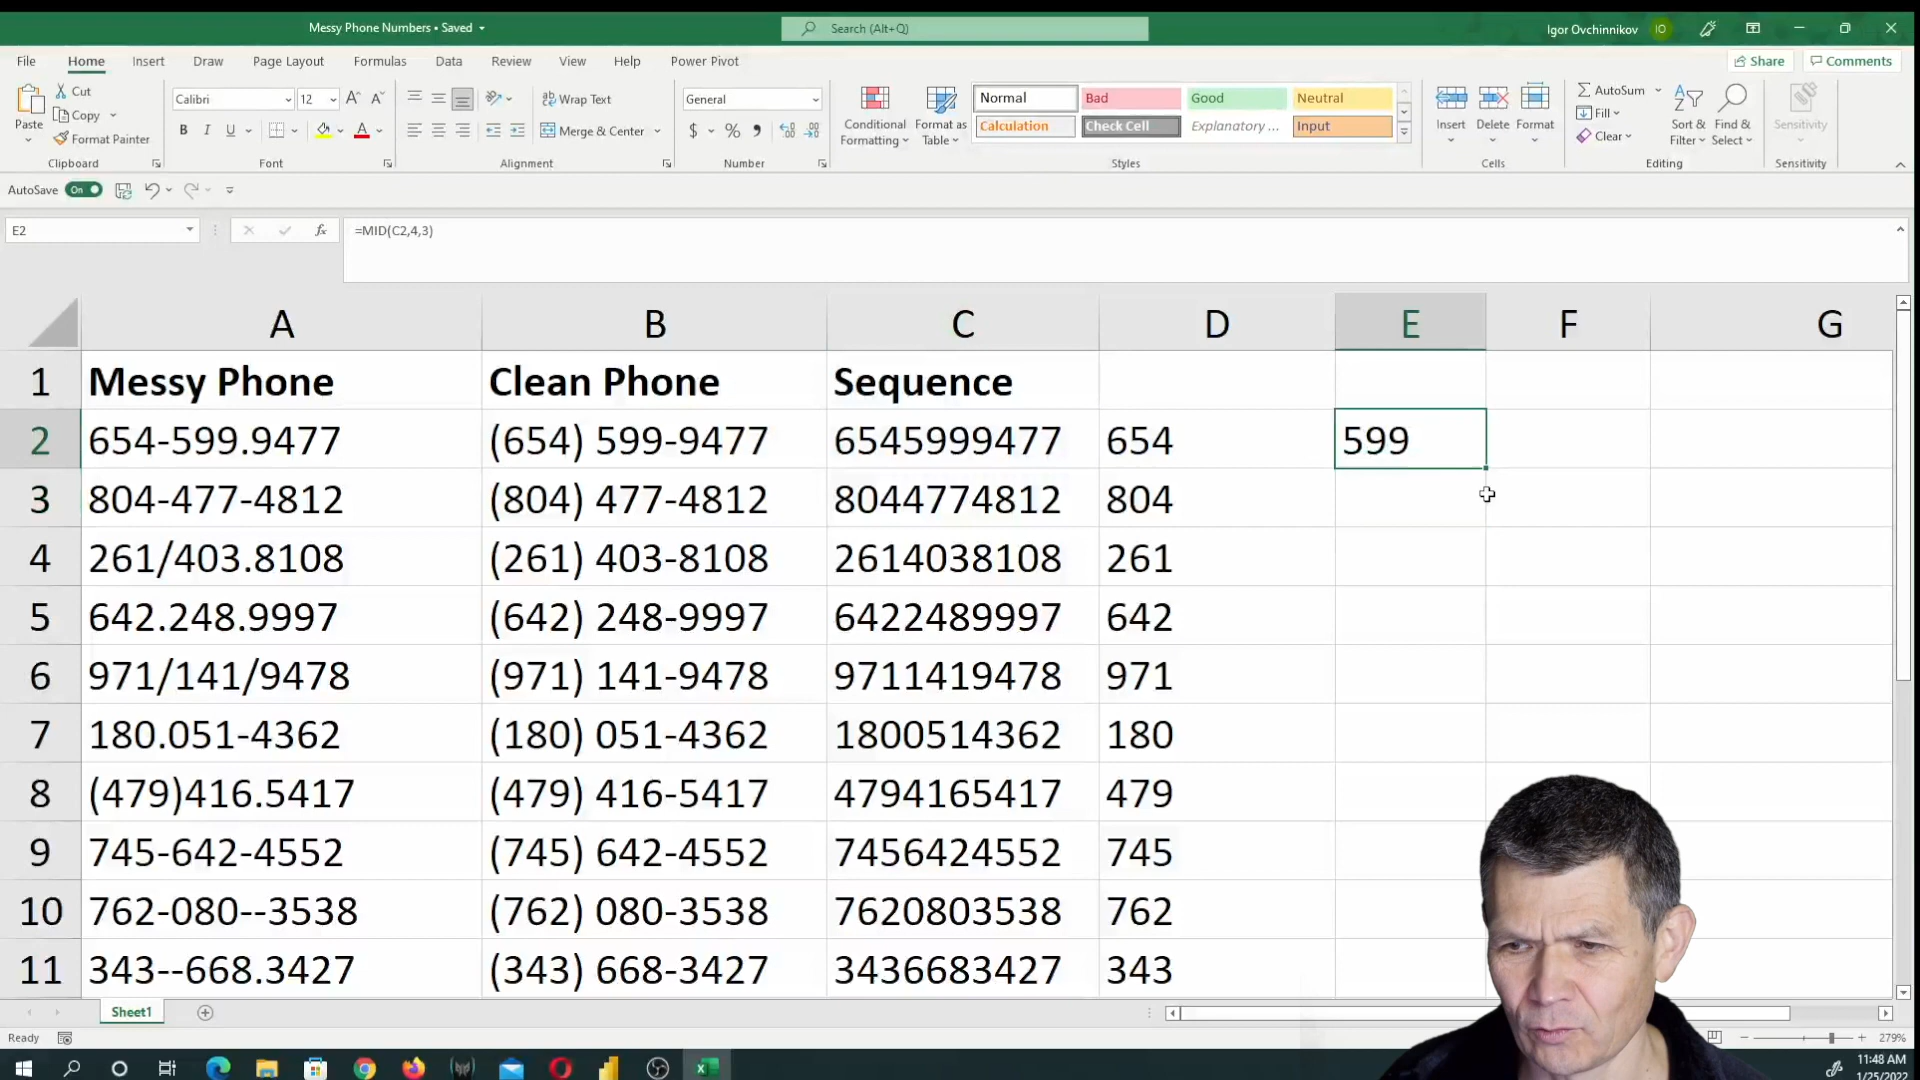 Messy Phone Numbers • Saved
Search (Alt+Q)
Igor Ovchinnikov
IO
File Home Insert Draw Page Layout Formulas Data Review View Help Power Pivot
Share
Comments
Paste
Cut
Copy
Format Painter
Clipboard
Calibri
12
A A
B I U A
Font
Wrap Text
Merge & Center
Alignment
General
$ % ,
Number
Conditional Formatting
Format as Table
Normal Bad Good Neutral
Calculation Check Cell Explanatory ... Input
Styles
Insert Delete Format
Cells
AutoSum
Fill
Clear
Sort & Filter
Find & Select
Editing
Sensitivity
Sensitivity
AutoSave On
E2
fx
=MID(C2,4,3)
A B C D E F G
1 Messy Phone Clean Phone Sequence
2 654-599.9477 (654) 599-9477 6545999477 654 599
3 804-477-4812 (804) 477-4812 8044774812 804
4 261/403.8108 (261) 403-8108 2614038108 261
5 642.248.9997 (642) 248-9997 6422489997 642
6 971/141/9478 (971) 141-9478 9711419478 971
7 180.051-4362 (180) 051-4362 1800514362 180
8 (479)416.5417 (479) 416-5417 4794165417 479
9 745-642-4552 (745) 642-4552 7456424552 745
10 762-080--3538 (762) 080-3538 7620803538 762
11 343--668.3427 (343) 668-3427 3436683427 343
Sheet1
Ready
279%
11:48 AM
1/25/2022